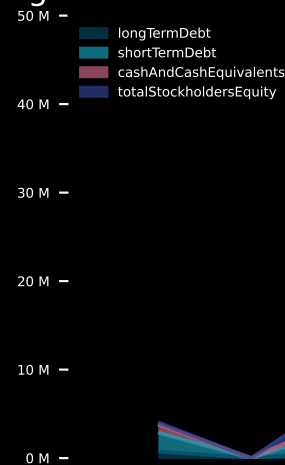 50 M
longTermDebt
shortTermDebt
cashAndCashEquivalents
totalStockholdersEquity
40 M
30 M
20 M
10 M
0 M